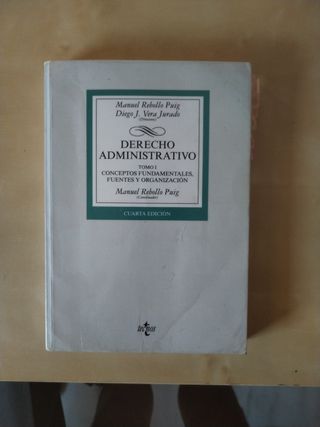 Manuel Rebollo Puig
Diego J. Vera Jurado
(Directores)
DERECHO
ADMINISTRATIVO
TOMO I
CONCEPTOS FUNDAMENTALES,
FUENTES Y ORGANIZACIÓN
Manuel Rebollo Puig
(Coordinador)
CUARTA EDICIÓN
tecnos